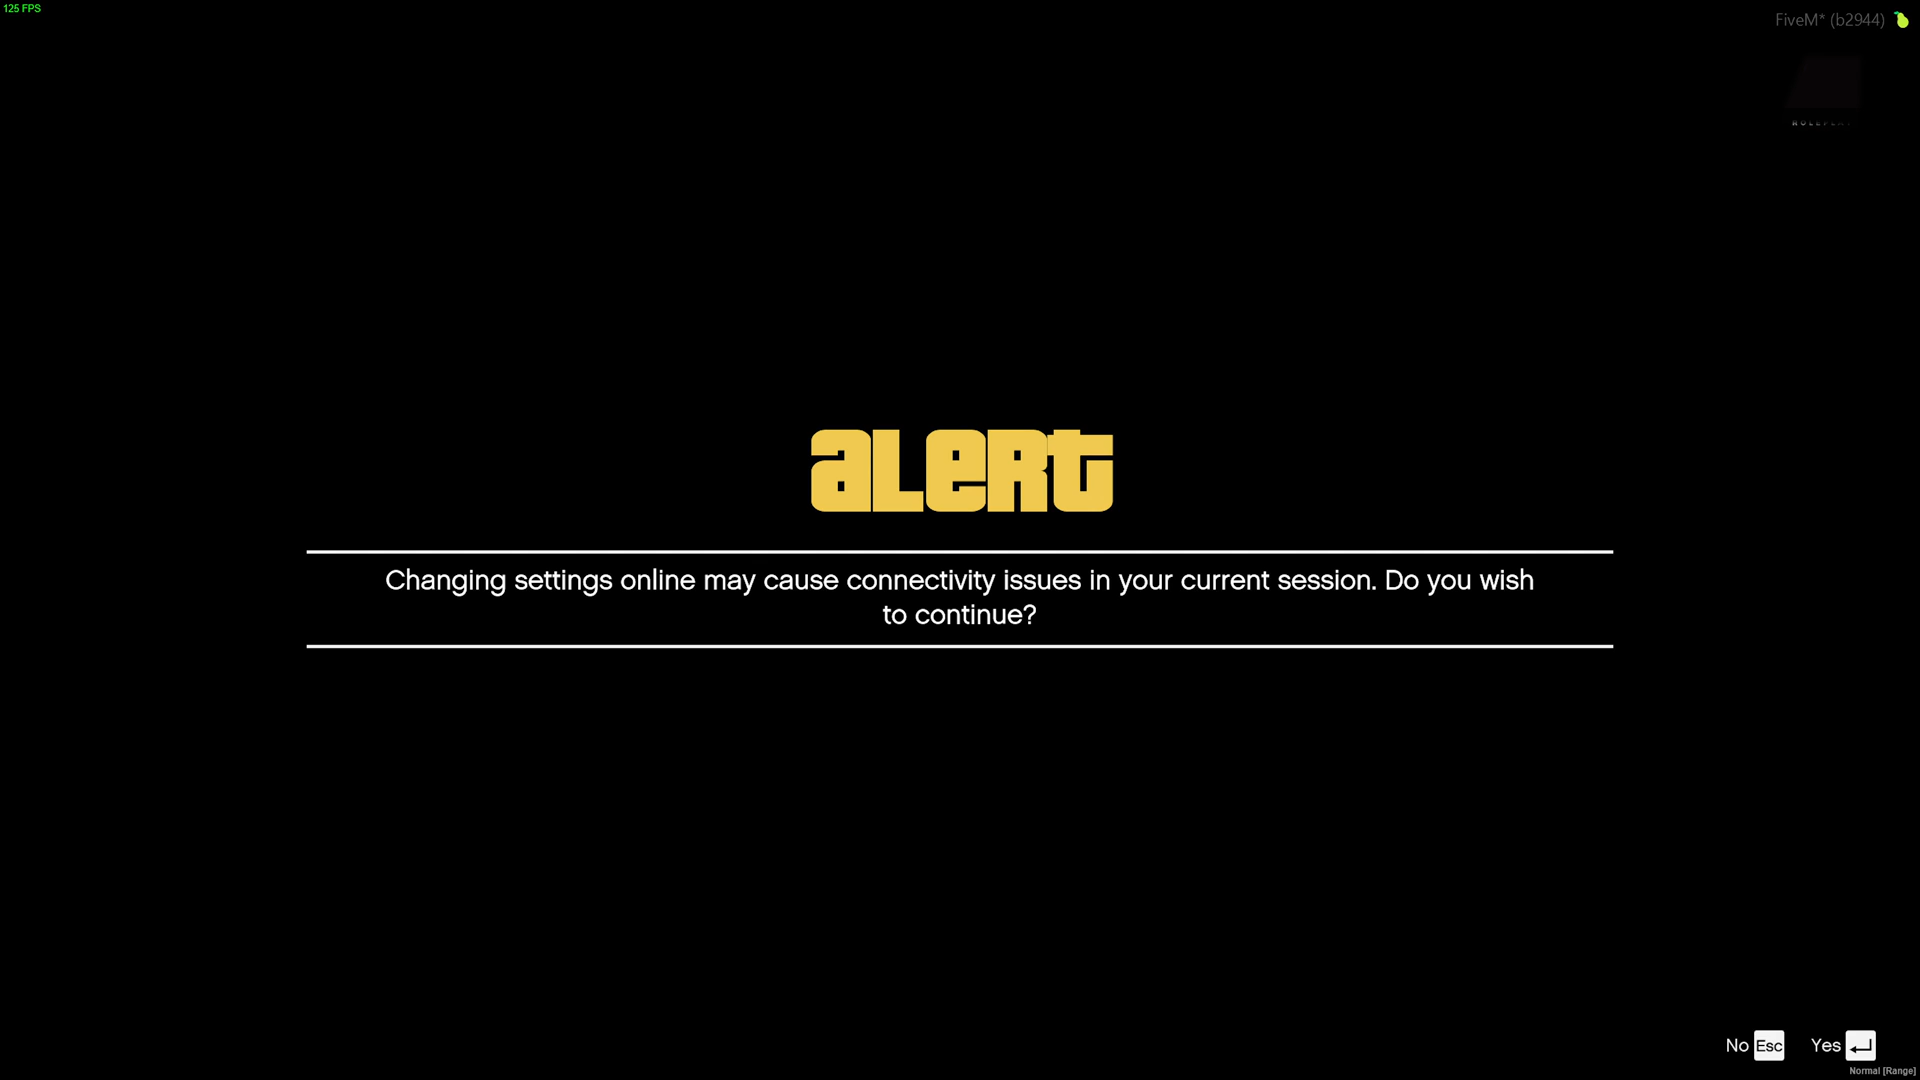 125 FPS
FiveM* (b2944)
ROLEPLAY
aLeRt
Changing settings online may cause connectivity issues in your current session. Do you wish
to continue?
No Esc Yes
Normal [Range]